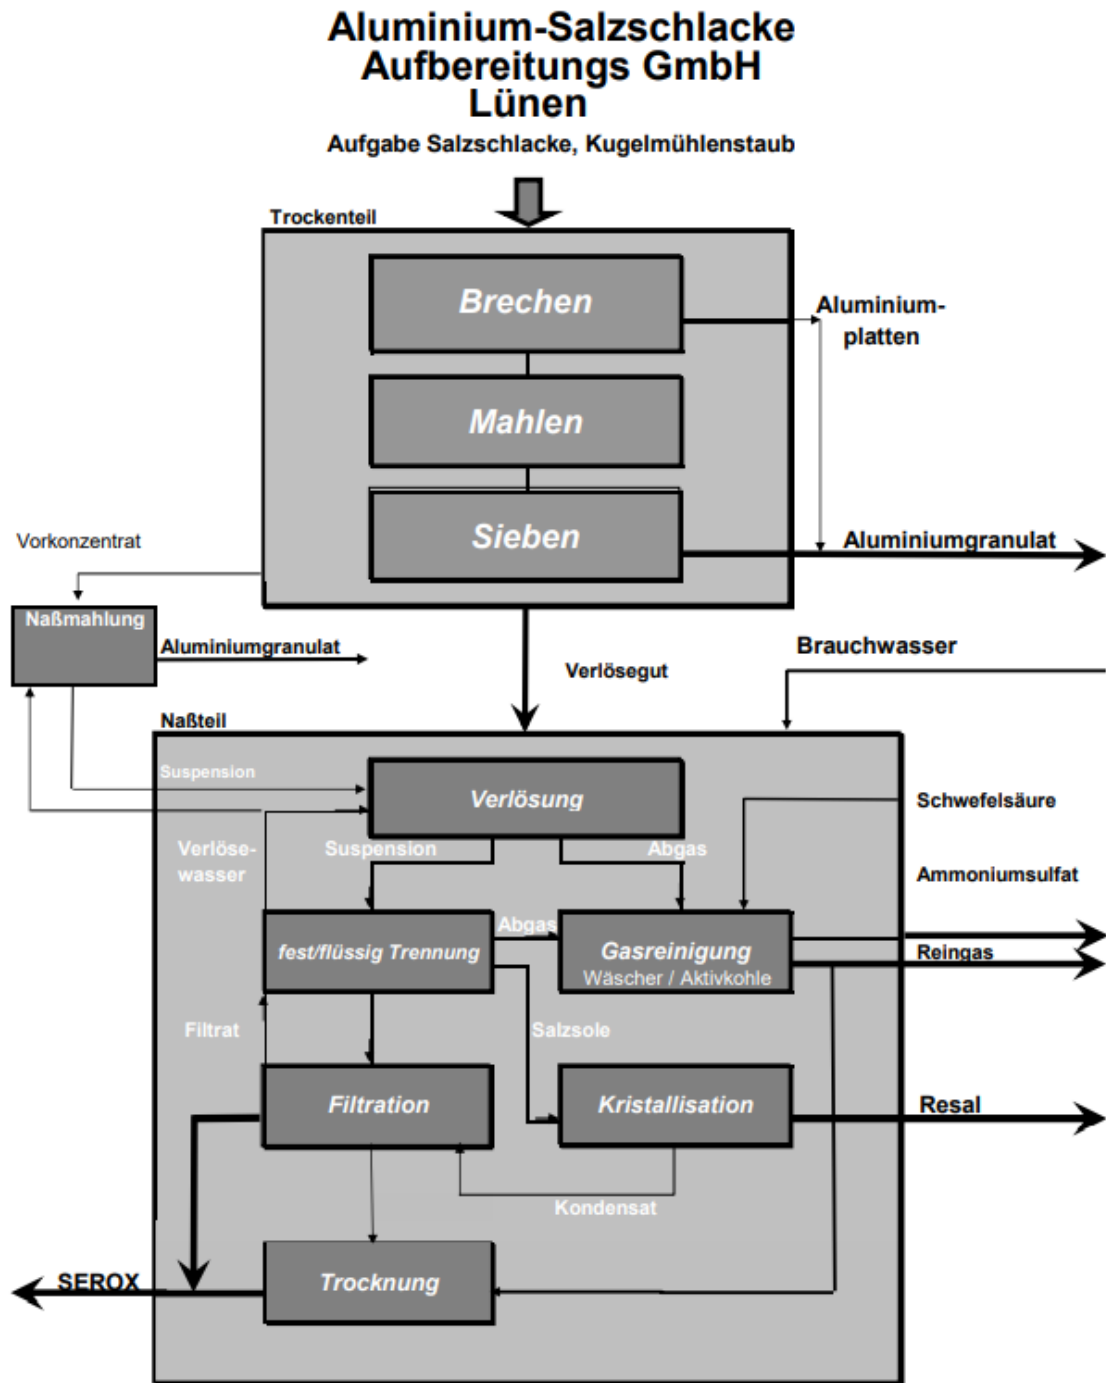 Aluminium-Salzschlacke
Aufbereitungs GmbH
Lünen
Aufgabe Salzschlacke, Kugelmühlenstaub
Trockenteil
Brechen
Aluminium-
platten
Mahlen
Sieben
Aluminiumgranulat
Vorkonzentrat
Naßmahlung
Aluminiumgranulat
Verlösegut
Brauchwasser
Naßteil
Suspension
Verlösung
Schwefelsäure
Verlöse-
wasser
Suspension
Abgas
Ammoniumsulfat
fest/flüssig Trennung
Abgas
Gasreinigung
Wäscher / Aktivkohle
Reingas
Filtrat
Salzsole
Filtration
Kristallisation
Resal
Kondensat
SEROX
Trocknung